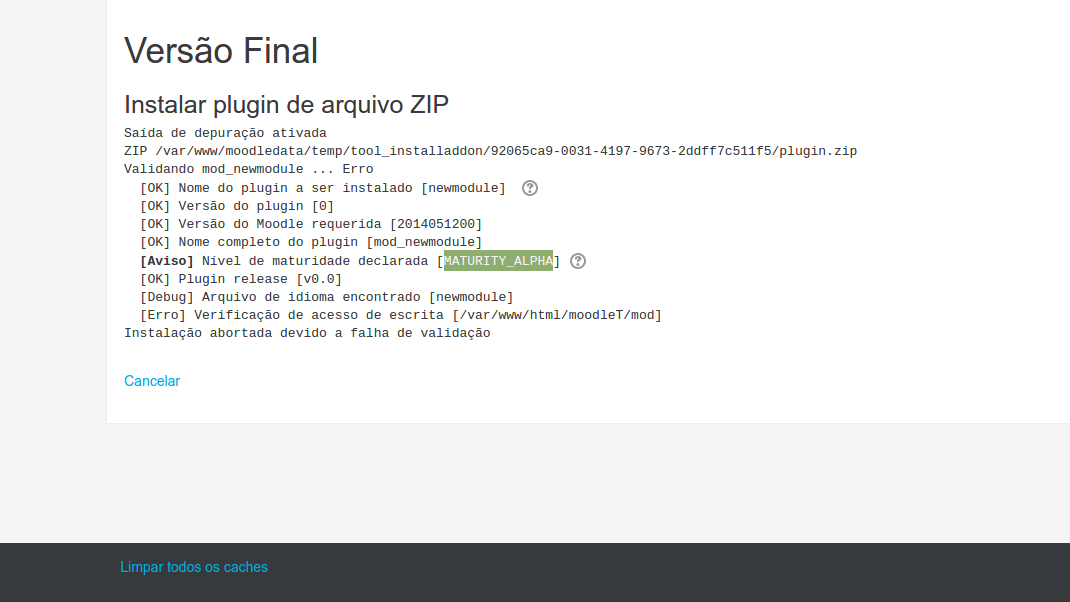 Versão Final
Instalar plugin de arquivo ZIP
Saída de depuração ativada
ZIP /var/www/moodledata/temp/tool_installaddon/92065ca9-0031-4197-9673-2ddff7c511f5/plugin.zip
Validando mod_newmodule ... Erro
[OK] Nome do plugin a ser instalado [newmodule]
[OK] Versão do plugin [0]
[OK] Versão do Moodle requerida [2014051200]
[OK] Nome completo do plugin [mod_newmodule]
[Aviso] Nível de maturidade declarada [MATURITY_ALPHA]
[OK] Plugin release [v0.0]
[Debug] Arquivo de idioma encontrado [newmodule]
[Erro] Verificação de acesso de escrita [/var/www/html/moodleT/mod]
Instalação abortada devido a falha de validação
Cancelar
Limpar todos os caches